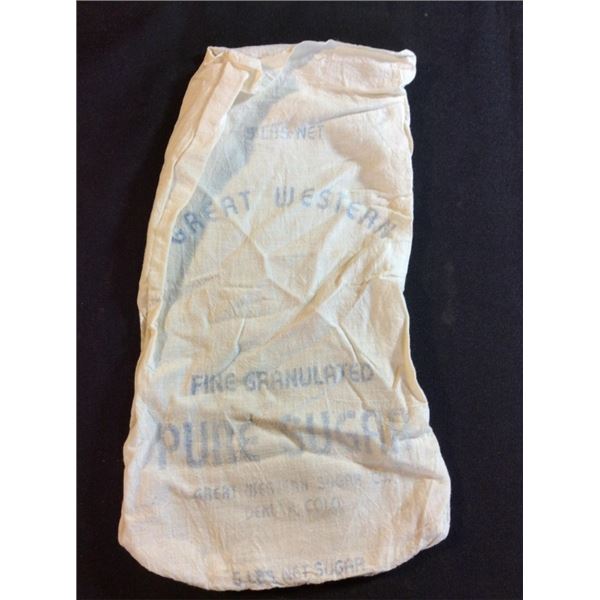 5 LBS NET
GREAT WESTERN
FINE GRANULATED
PURE SUGAR
GREAT WESTERN SUGAR CO.
DENVER, COLO.
5 LBS NET SUGAR